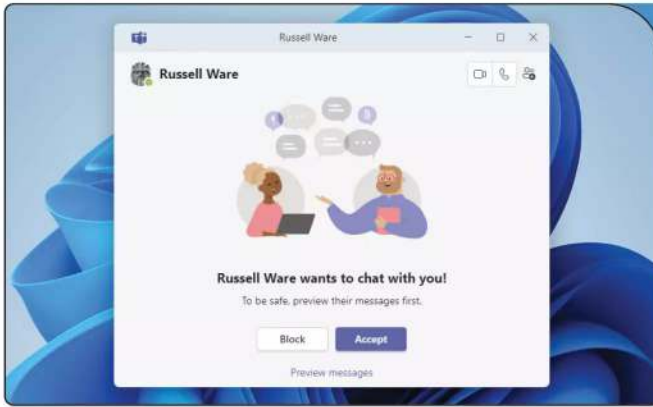 Russell Ware
Russell Ware
Russell Ware wants to chat with you!
To be safe, preview their messages first.
Block
Accept
Preview messages